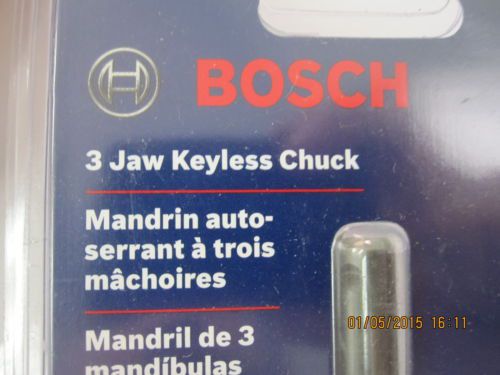 BOSCH
3 Jaw Keyless Chuck
Mandrin auto-
serrant à trois
mâchoires
Mandril de 3
mandíbulas
01/05/2015 16:11